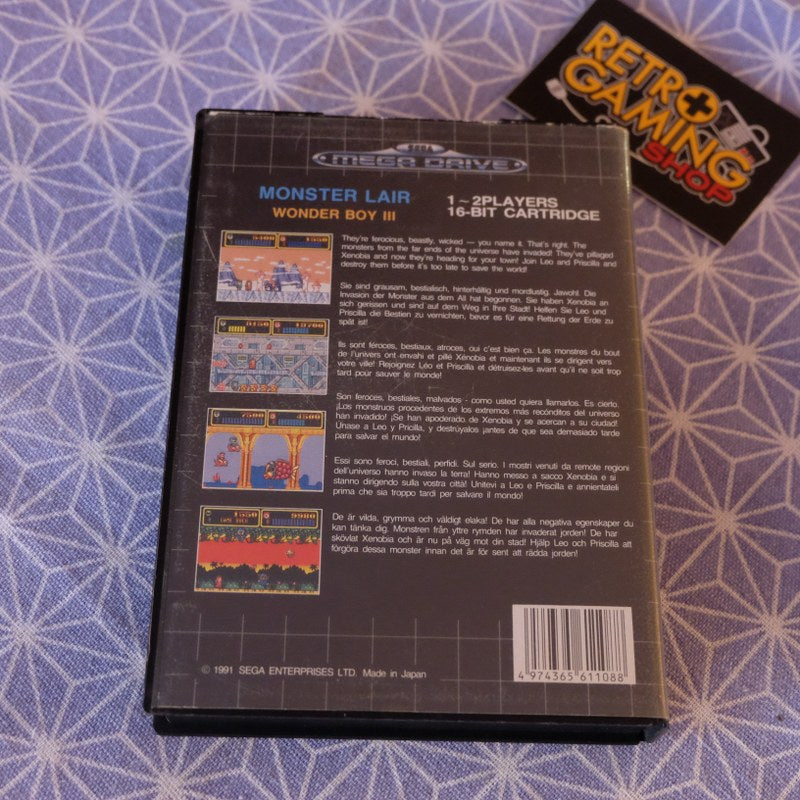 RETRO
GAMING
SHOP
SEGA
MEGA DRIVE
MONSTER LAIR
WONDER BOY III
1~2PLAYERS
16-BIT CARTRIDGE
They're ferocious, beastly, wicked — you name it. That's right. The
monsters from the far ends of the universe have invaded! They've pillaged
Xenobia and now they're heading for your town! Join Leo and Priscilla and
destroy them before it's too late to save the world!
Sie sind grausam, bestialisch, hinterhältig und mordlustig. Jawohl. Die
Invasion der Monster aus dem All hat begonnen. Sie haben Xenobia an
sich gerissen und sind auf dem Weg in Ihre Stadt! Helfen Sie Leo und
Priscilla die Bestien zu vernichten, bevor es für eine Rettung der Erde zu
spät ist!
Ils sont féroces, bestiaux, atroces, oui c'est bien ça. Les monstres du bout
de l'univers ont envahi et pillé Xénobia et maintenant ils se dirigent vers
votre ville! Rejoignez Léo et Priscilla et détruisez-les avant qu'il ne soit trop
tard pour sauver le monde!
Son feroces, bestiales, malvados - como usted quiera llamarlos. Es cierto.
¡Los monstruos procedentes de los extremos más recónditos del universo
han invadido! ¡Se han apoderado de Xenobia y se acercan a su ciudad!
Únase a Leo y Pricilla, y destrúyalos ¡antes de que sea demasiado tarde
para salvar el mundo!
Essi sono feroci, bestiali, perfidi. Sul serio. I mostri venuti da remote regioni
dell'universo hanno invaso la terra! Hanno messo a sacco Xenobia e si
stanno dirigendo sulla vostra città! Unitevi a Leo e Priscilla e annientateli
prima che sia troppo tardi per salvare il mondo!
De är vilda, grymma och väldigt elaka! De har alla negativa egenskaper du
kan tänka dig. Monstren från yttre rymden har invaderat jorden! De har
skövlat Xenobia och är nu på väg mot din stad! Hjälp Leo och Priscilla att
förgöra dessa monster innan det är för sent att rädda jorden!
5400 1550
5150 19700
7500 4500
1550 9980
© 1991 SEGA ENTERPRISES LTD. Made in Japan
4 974365 611088